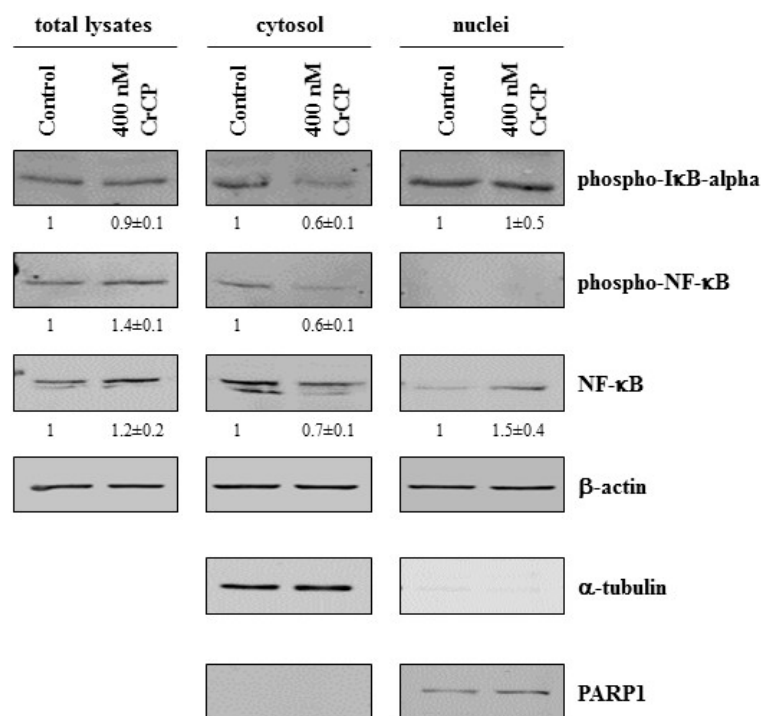 total lysates cytosol nuclei
Control 400 nM CrCP Control 400 nM CrCP Control 400 nM CrCP
phospho-IκB-alpha
1 0.9±0.1 1 0.6±0.1 1 1±0.5
phospho-NF-κB
1 1.4±0.1 1 0.6±0.1
NF-κB
1 1.2±0.2 1 0.7±0.1 1 1.5±0.4
β-actin
α-tubulin
PARP1